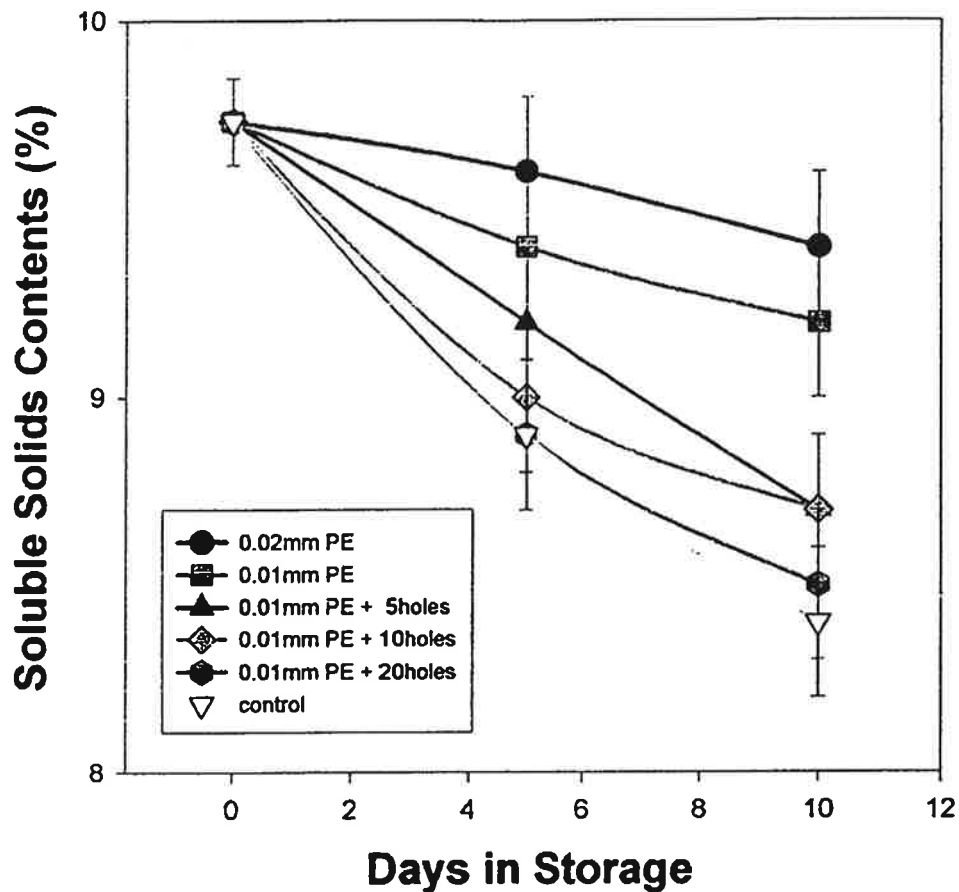 10
9
8
Soluble Solids Contents (%)
0.02mm PE
0.01mm PE
0.01mm PE + 5holes
0.01mm PE + 10holes
0.01mm PE + 20holes
control
0 2 4 6 8 10 12
Days in Storage